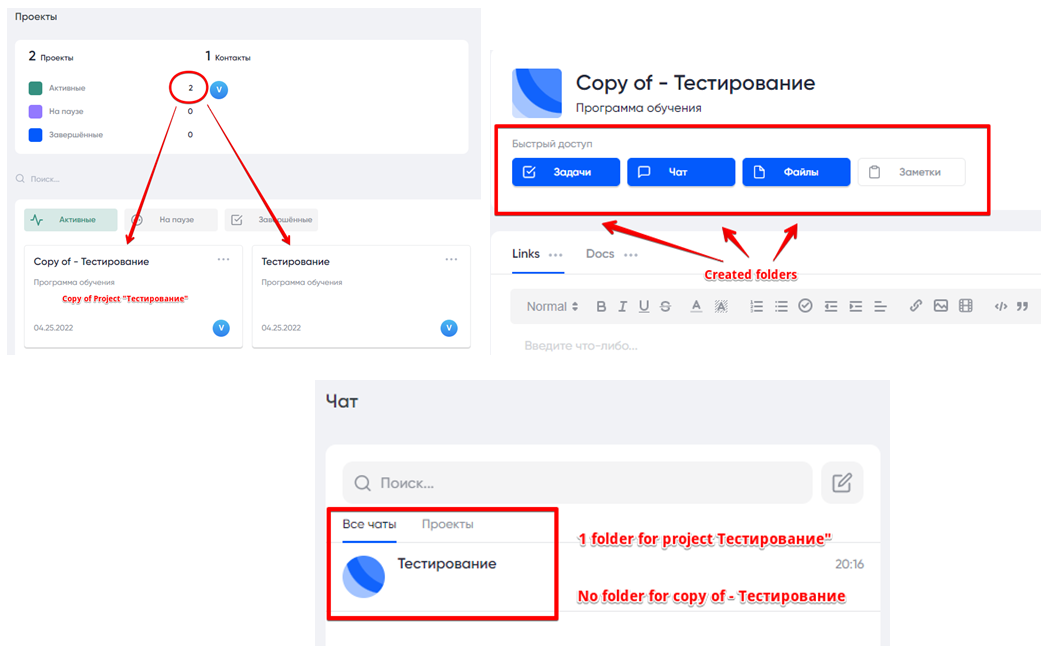 Проекты
2 Проекты 1 Контакты
Активные 2 V
На паузе 0
Завершённые 0
Поиск...
Активные На паузе Завершённые
Copy of - Тестирование
Программа обучения
Copy of Project "Тестирование"
04.25.2022 V
Тестирование
Программа обучения
04.25.2022 V
Copy of - Тестирование
Программа обучения
Быстрый доступ
Задачи Чат Файлы Заметки
Created folders
Links Docs
Normal B I U S A A
Введите что-либо...
Чат
Поиск...
Все чаты Проекты
1 folder for project Тестирование"
Тестирование 20:16
No folder for copy of - Тестирование